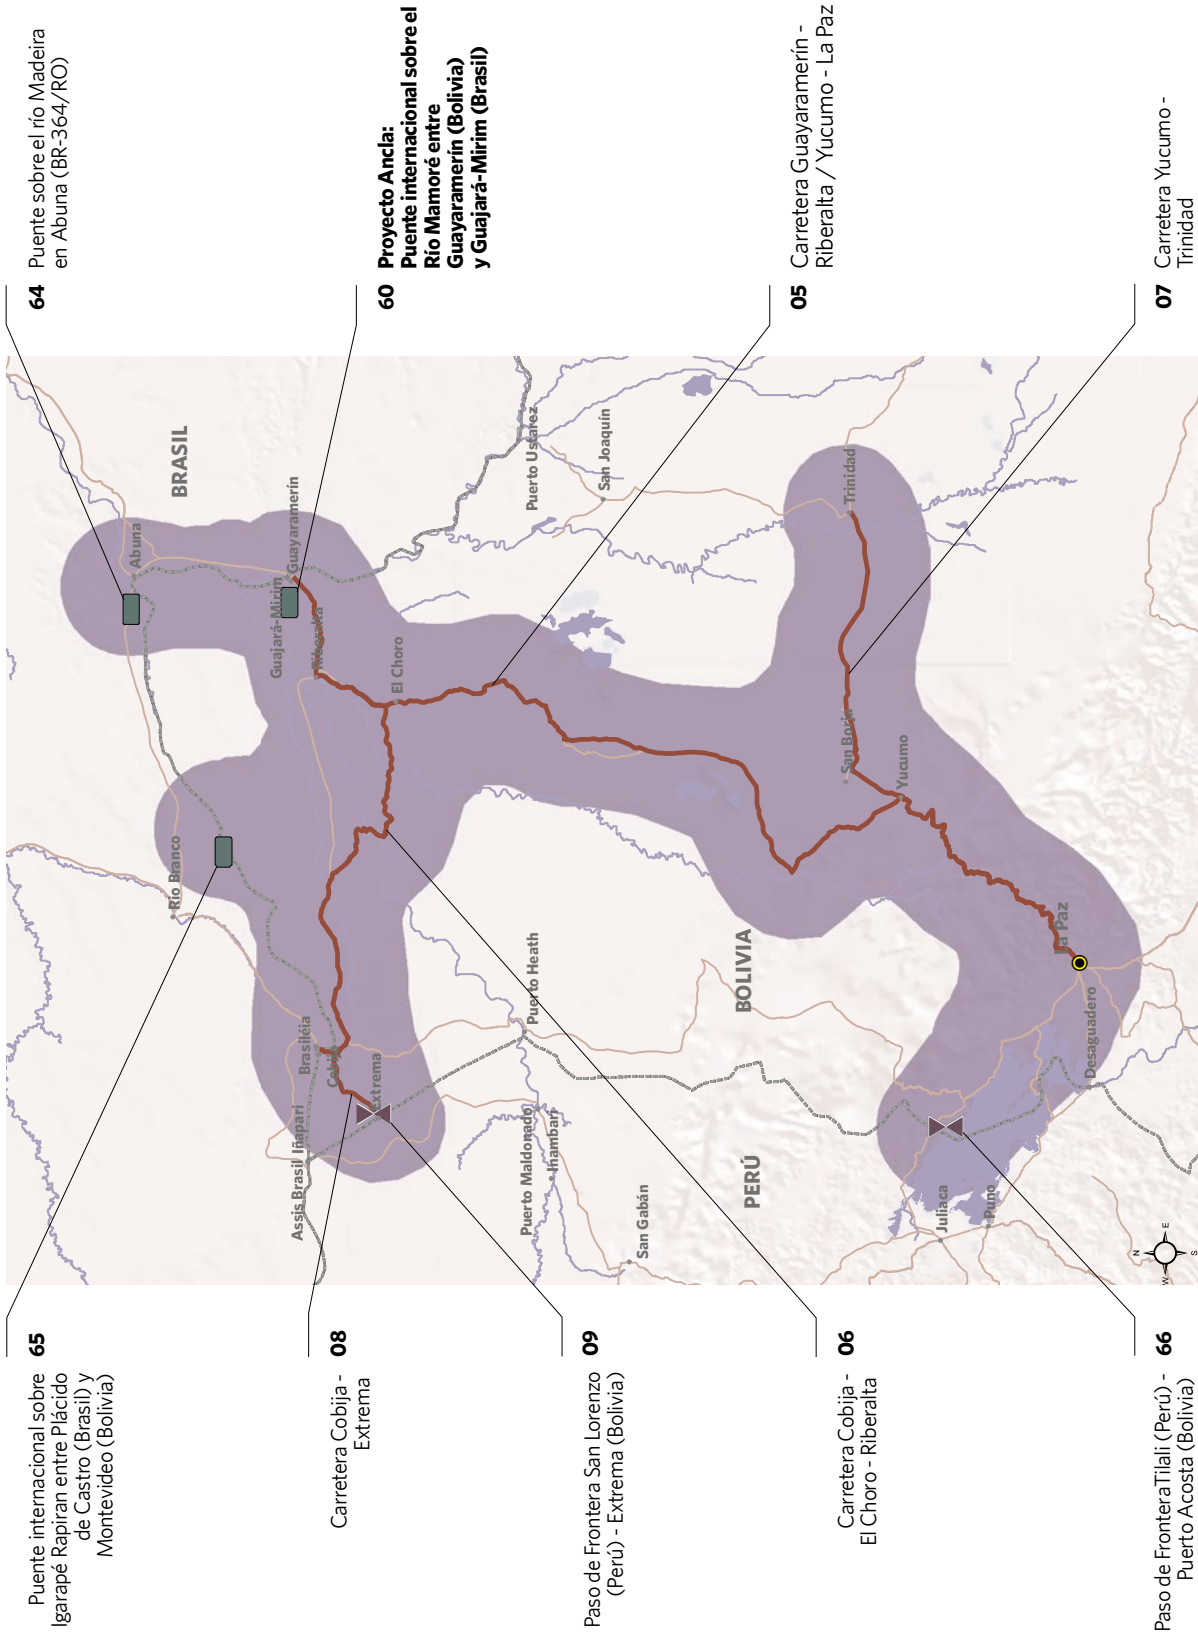 65
Puente internacional sobre
Igarapé Rapiran entre Plácido
de Castro (Brasil) y
Montevideo (Bolivia)
08
Carretera Cobija -
Extrema
09
Paso de Frontera San Lorenzo
(Perú) - Extrema (Bolivia)
06
Carretera Cobija -
El Choro - Riberalta
66
Paso de Frontera Tilali (Perú) -
Puerto Acosta (Bolivia)
64 Puente sobre el río Madeira
en Abuna (BR-364/RO)
60 Proyecto Ancla:
Puente internacional sobre el
Río Mamoré entre
Guayaramerín (Bolivia)
y Guajará-Mirim (Brasil)
05 Carretera Guayaramerín -
Riberalta / Yucumo - La Paz
07 Carretera Yucumo -
Trinidad
BRASIL
Abuna
Río Branco
Guajará-Mirim
Guayaramerín
Riberalta
El Choro
Brasiléia
Cobija
Extrema
Assis Brasil
Iñapari
Puerto Ustarez
San Joaquín
Puerto Heath
Puerto Maldonado
Inambari
San Gabán
BOLIVIA
PERÚ
Trinidad
San Borja
Yucumo
La Paz
Desaguadero
Juliaca
Puno
N
E
S
W